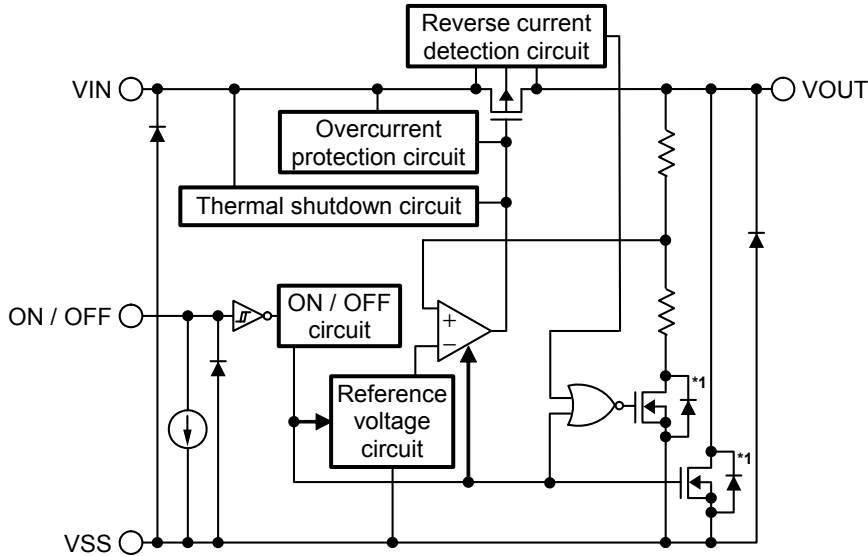 Reverse current
detection circuit
VIN
VOUT
Overcurrent
protection circuit
Thermal shutdown circuit
ON / OFF
ON / OFF
circuit
+
−
Reference
voltage
circuit
*1
*1
VSS